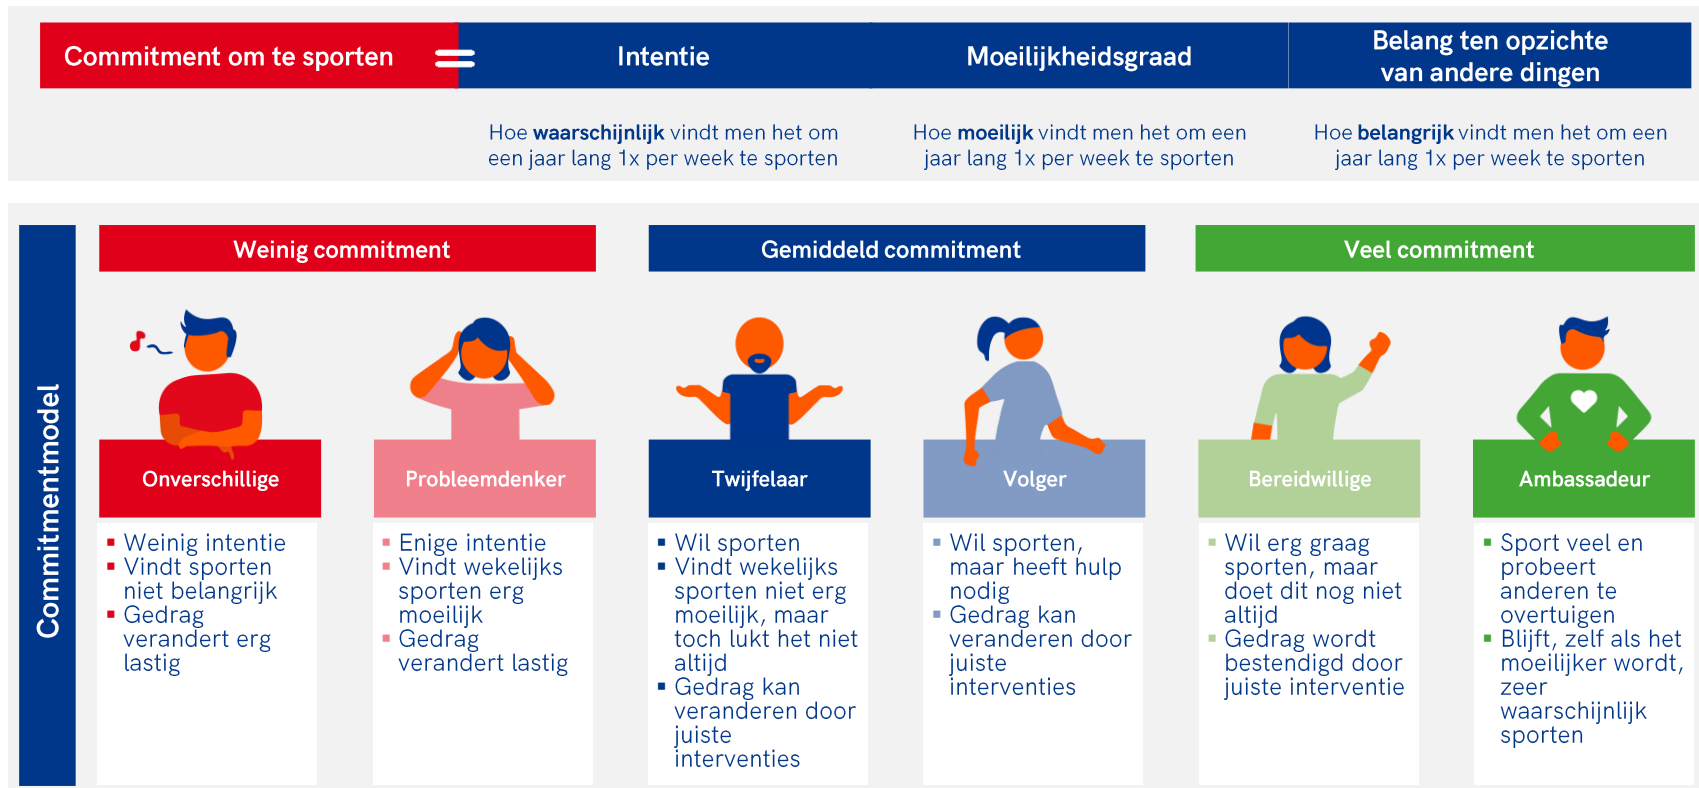 Commitment om te sporten
=
Intentie
Moeilijkheidsgraad
Belang ten opzichte
van andere dingen
Hoe waarschijnlijk vindt men het om
een jaar lang 1x per week te sporten
Hoe moeilijk vindt men het om een
jaar lang 1x per week te sporten
Hoe belangrijk vindt men het om een
jaar lang 1x per week te sporten
Commitmentmodel
Weinig commitment
Gemiddeld commitment
Veel commitment
Onverschillige
▪ Weinig intentie
▪ Vindt sporten
niet belangrijk
▪ Gedrag
verandert erg
lastig
Probleemdenker
▪ Enige intentie
▪ Vindt wekelijks
sporten erg
moeilijk
▪ Gedrag
verandert lastig
Twijfelaar
▪ Wil sporten
▪ Vindt wekelijks
sporten niet erg
moeilijk, maar
toch lukt het niet
altijd
▪ Gedrag kan
veranderen door
juiste
interventies
Volger
▪ Wil sporten,
maar heeft hulp
nodig
▪ Gedrag kan
veranderen door
juiste
interventies
Bereidwillige
▪ Wil erg graag
sporten, maar
doet dit nog niet
altijd
▪ Gedrag wordt
bestendigd door
juiste interventie
Ambassadeur
▪ Sport veel en
probeert
anderen te
overtuigen
▪ Blijft, zelf als het
moeilijker wordt,
zeer
waarschijnlijk
sporten